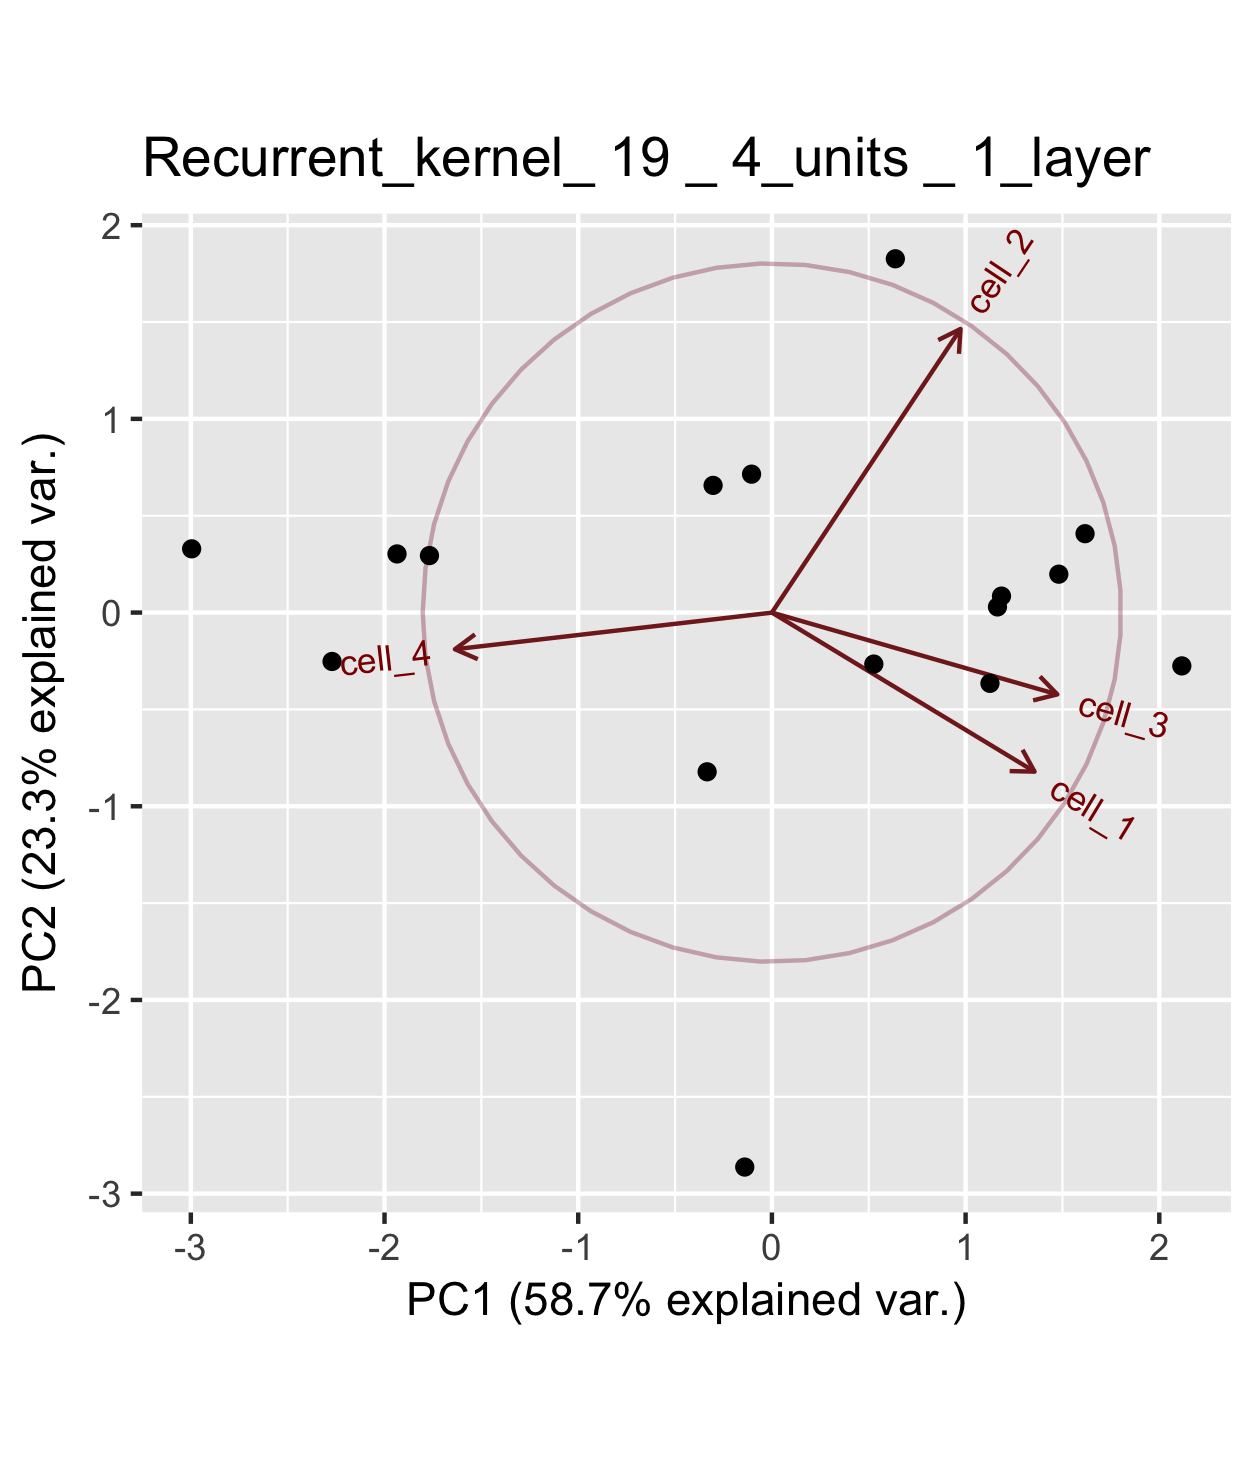 Recurrent_kernel_ 19 _ 4_units _ 1_layer
2
1
0
-1
-2
-3
PC2 (23.3% explained var.)
cell_2
cell_4
cell_3
cell_1
-3 -2 -1 0 1 2
PC1 (58.7% explained var.)